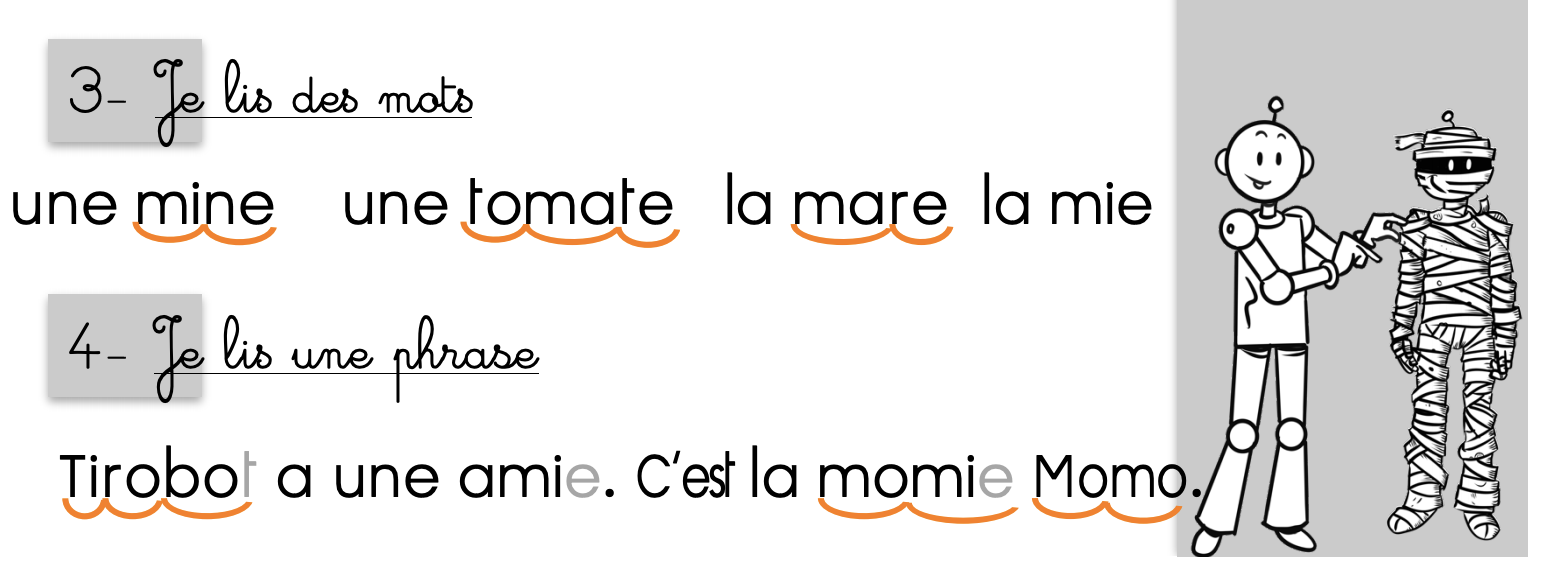 3- Je lis des mots
une mine une tomate la mare la mie
4- Je lis une phrase
Tirobot a une amie. C'est la momie Momo.